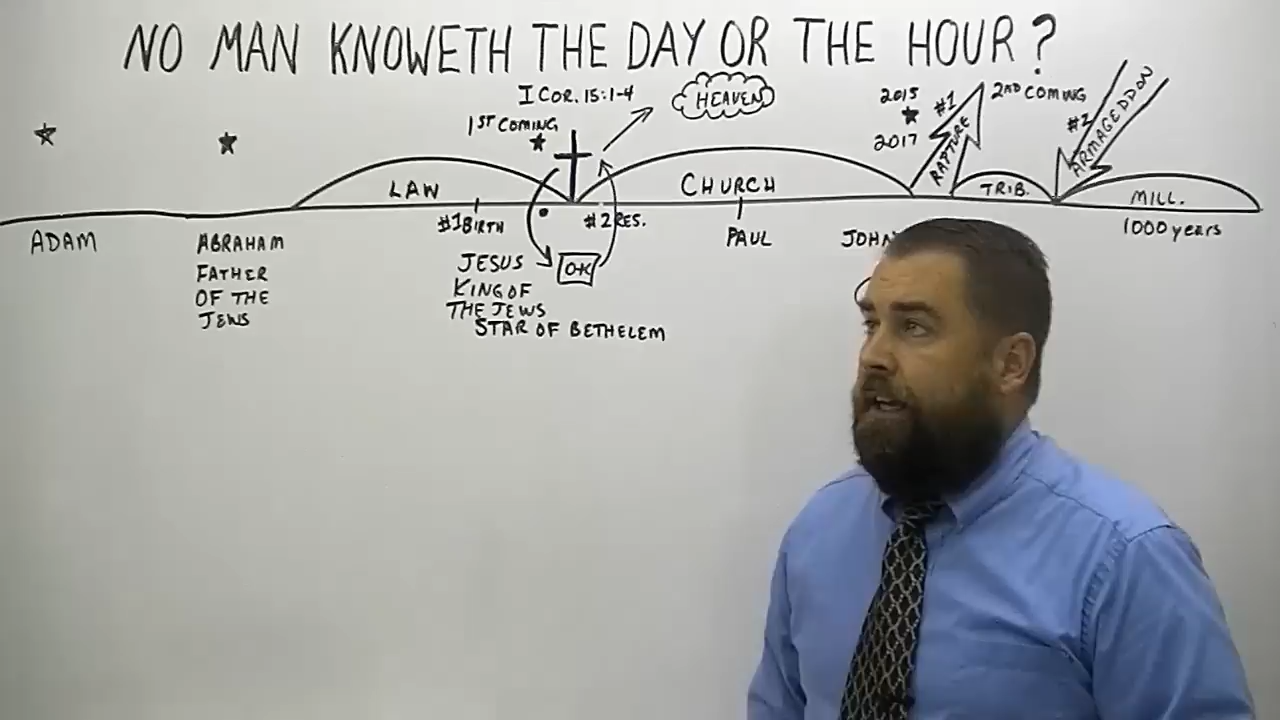 NO MAN KNOWETH THE DAY OR THE HOUR?
I COR. 15:1-4
HEAVEN
1ST COMING
2015
2017
#1
RAPTURE
2ND COMING
#2
ARMAGEDDON
LAW
CHURCH
TRIB.
MILL.
1000 years
ADAM
ABRAHAM
FATHER
OF THE
JEWS
#1 BIRTH
#2 RES.
PAUL
JOHN
JESUS
KING OF
THE JEWS
STAR OF BETHELEM
OK